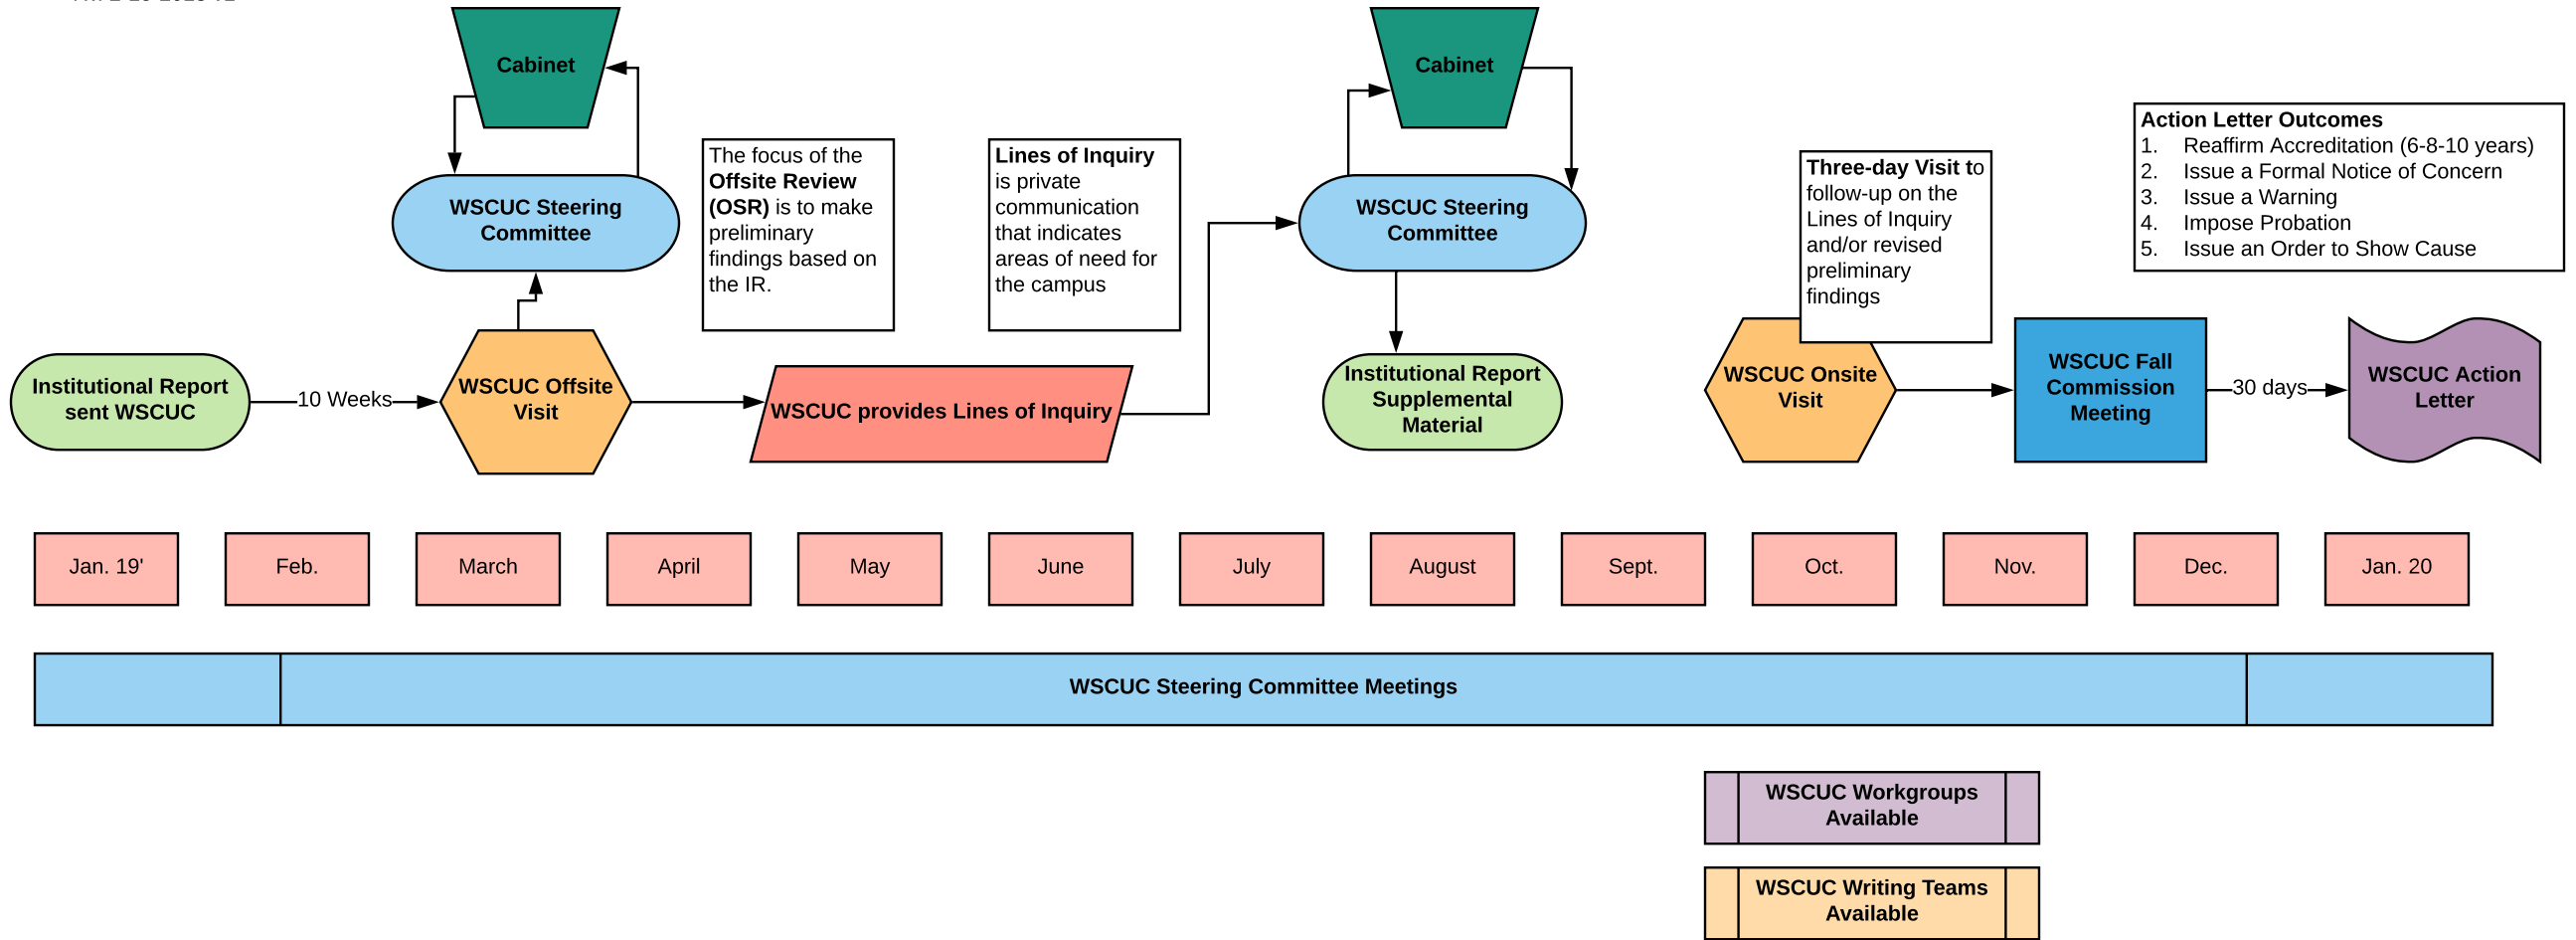 Cabinet
Cabinet
Action Letter Outcomes
1. Reaffirm Accreditation (6-8-10 years)
2. Issue a Formal Notice of Concern
3. Issue a Warning
4. Impose Probation
5. Issue an Order to Show Cause
The focus of the
Offsite Review
(OSR) is to make
preliminary
findings based on
the IR.
Lines of Inquiry
is private
communication
that indicates
areas of need for
the campus
Three-day Visit to
follow-up on the
Lines of Inquiry
and/or revised
preliminary
findings
WSCUC Steering
Committee
WSCUC Steering
Committee
Institutional Report
sent WSCUC
10 Weeks
WSCUC Offsite
Visit
WSCUC provides Lines of Inquiry
Institutional Report
Supplemental
Material
WSCUC Onsite
Visit
WSCUC Fall
Commission
Meeting
30 days
WSCUC Action
Letter
Jan. 19'
Feb.
March
April
May
June
July
August
Sept.
Oct.
Nov.
Dec.
Jan. 20
WSCUC Steering Committee Meetings
WSCUC Workgroups
Available
WSCUC Writing Teams
Available